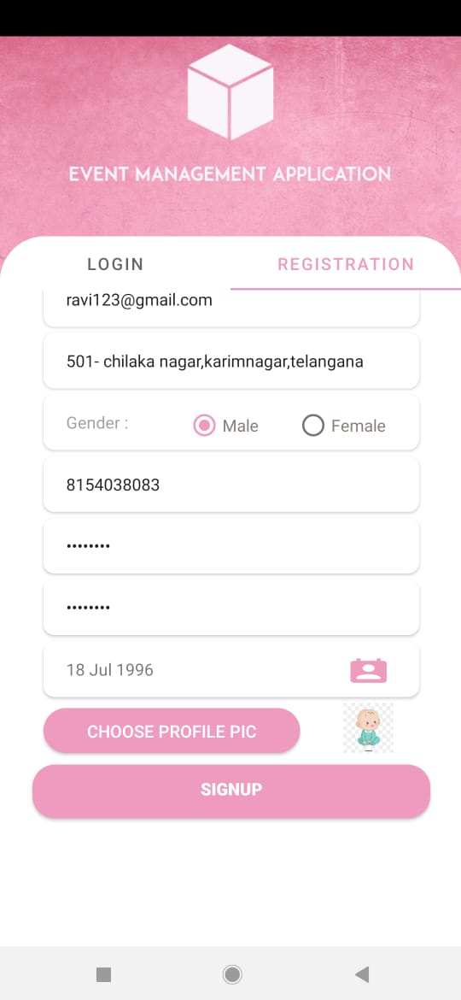 EVENT MANAGEMENT APPLICATION
LOGIN REGISTRATION
ravi123@gmail.com
501- chilaka nagar,karimnagar,telangana
Gender : Male Female
8154038083
••••••••
••••••••
18 Jul 1996
CHOOSE PROFILE PIC
SIGNUP